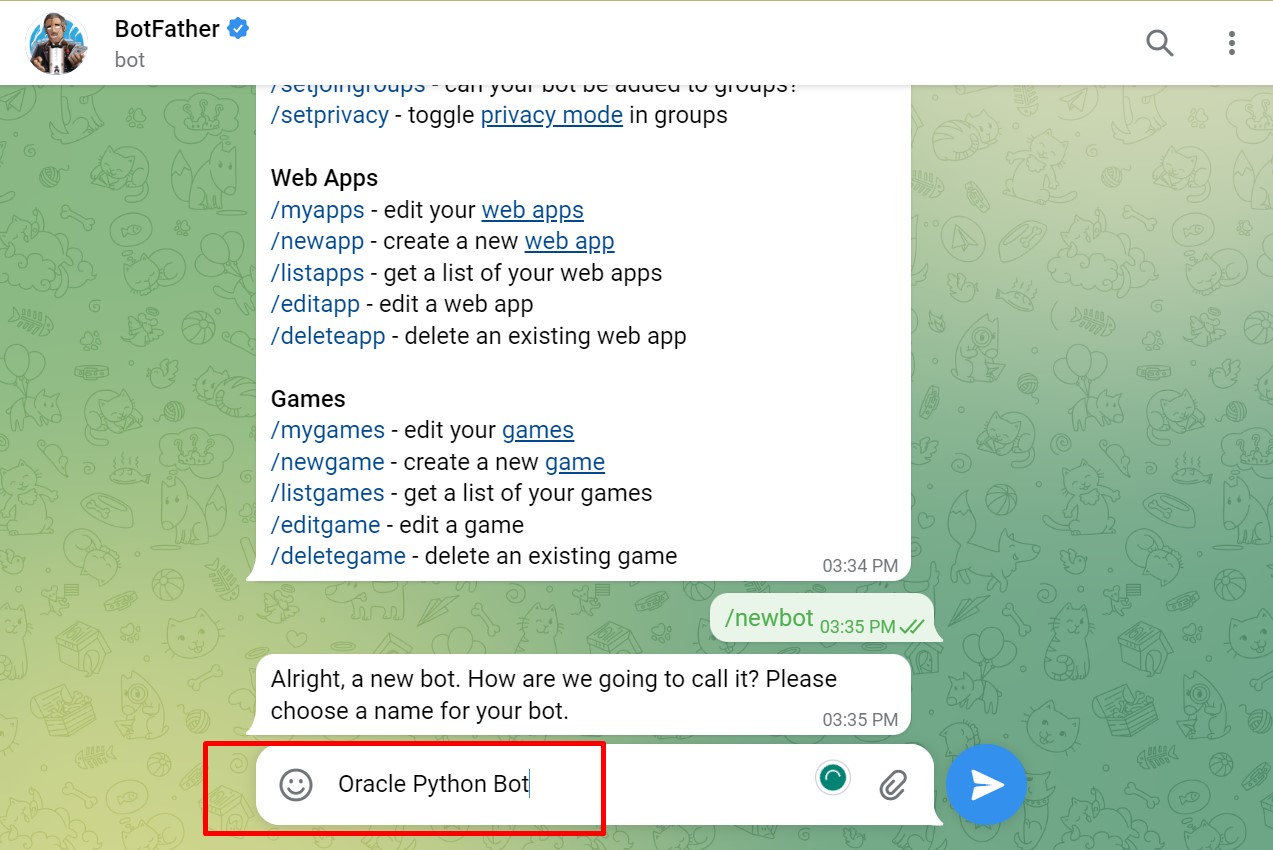 BotFather
bot
/setjoingroups - can your bot be added to groups?
/setprivacy - toggle privacy mode in groups
Web Apps
/myapps - edit your web apps
/newapp - create a new web app
/listapps - get a list of your web apps
/editapp - edit a web app
/deleteapp - delete an existing web app
Games
/mygames - edit your games
/newgame - create a new game
/listgames - get a list of your games
/editgame - edit a game
/deletegame - delete an existing game
03:34 PM
/newbot 03:35 PM
Alright, a new bot. How are we going to call it? Please
choose a name for your bot.
03:35 PM
Oracle Python Bot